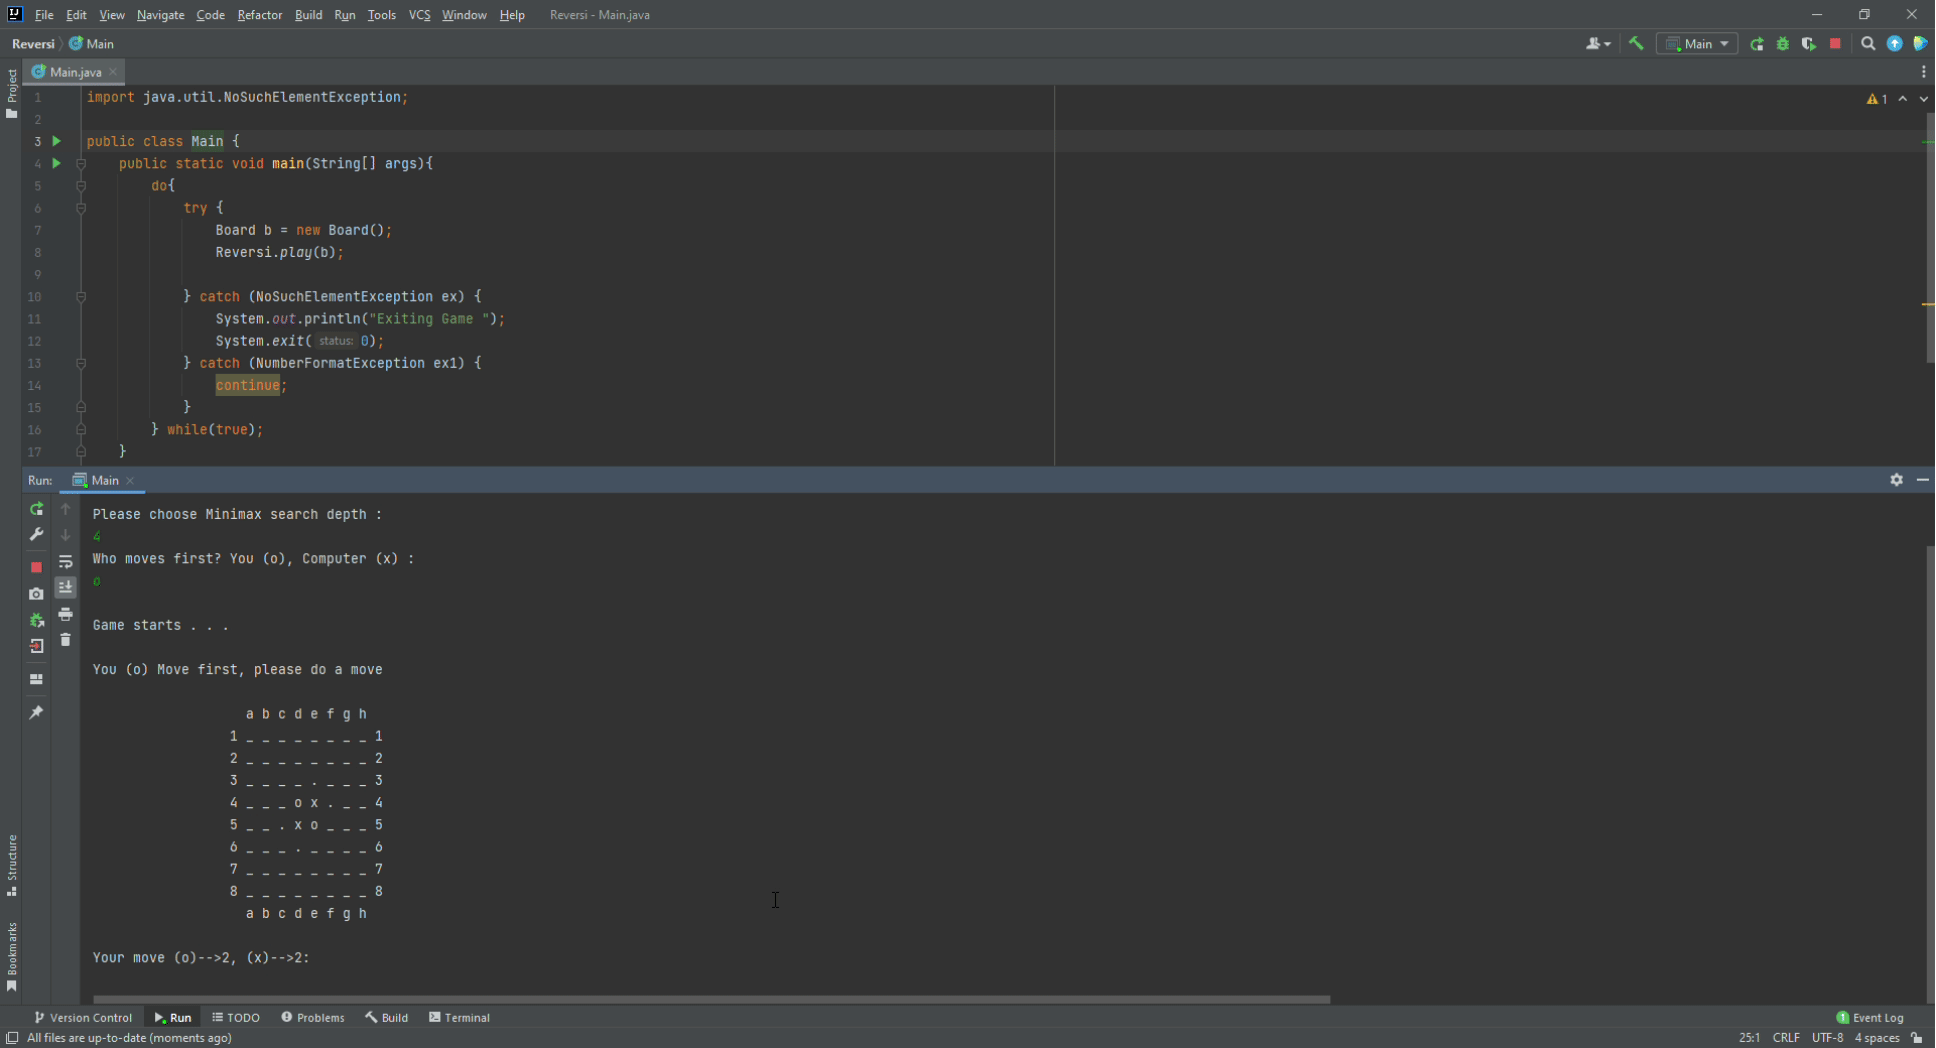 File Edit View Navigate Code Refactor Build Run Tools VCS Window Help Reversi - Main.java
Reversi Main Main
Project
Main.java
1 import java.util.NoSuchElementException; 1
2
3 public class Main {
4 public static void main(String[] args){
5 do{
6 try {
7 Board b = new Board();
8 Reversi.play(b);
9
10 } catch (NoSuchElementException ex) {
11 System.out.println("Exiting Game ");
12 System.exit( status: 0);
13 } catch (NumberFormatException ex1) {
14 continue;
15 }
16 } while(true);
17 }
Run: Main
Please choose Minimax search depth :
4
Who moves first? You (o), Computer (x) :
o
Game starts . . .
You (o) Move first, please do a move
a b c d e f g h
1 _ _ _ _ _ _ _ _ 1
2 _ _ _ _ _ _ _ _ 2
3 _ _ _ _ . _ _ _ 3
4 _ _ _ o x . _ _ 4
5 _ _ . x o _ _ _ 5
6 _ _ _ . _ _ _ _ 6
7 _ _ _ _ _ _ _ _ 7
8 _ _ _ _ _ _ _ _ 8
a b c d e f g h
Your move (o)-->2, (x)-->2:
Structure
Bookmarks
Version Control Run TODO Problems Build Terminal 1 Event Log
All files are up-to-date (moments ago) 25:1 CRLF UTF-8 4 spaces